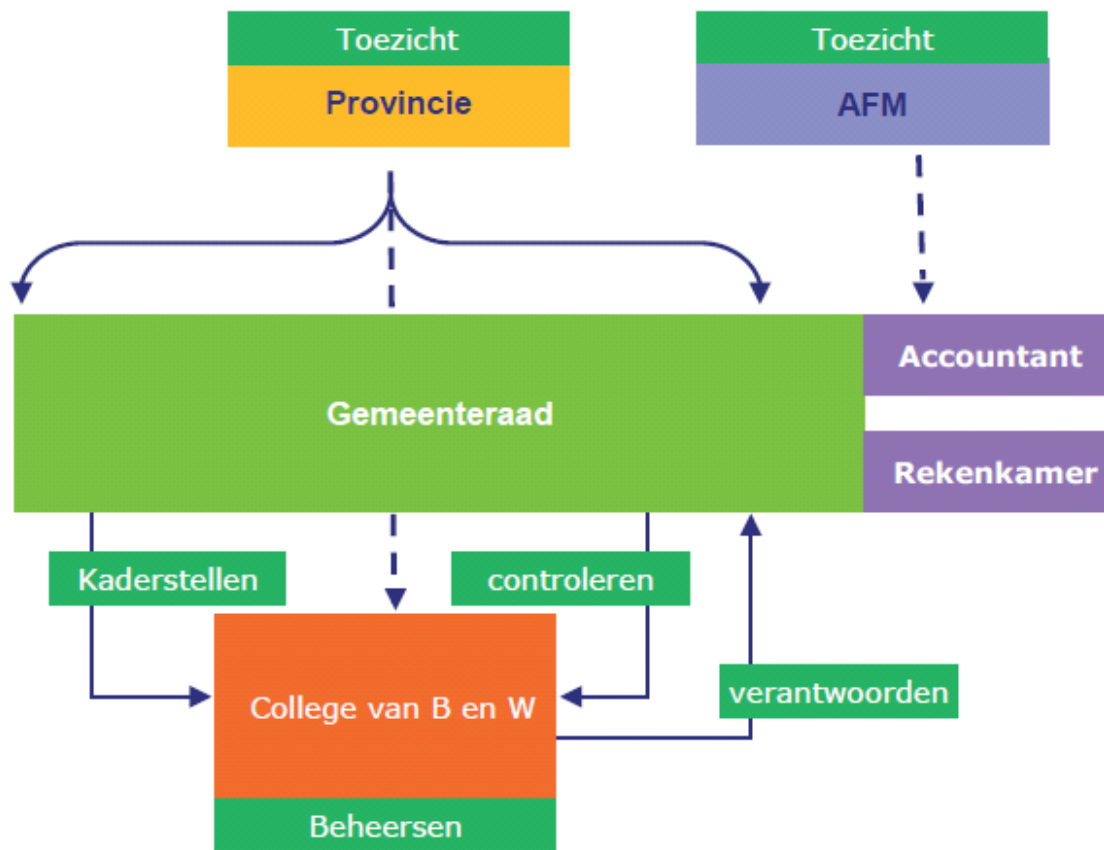 Toezicht
Provincie
Toezicht
AFM
Gemeenteraad
Accountant
Rekenkamer
Kaderstellen
controleren
College van B en W
verantwoorden
Beheersen